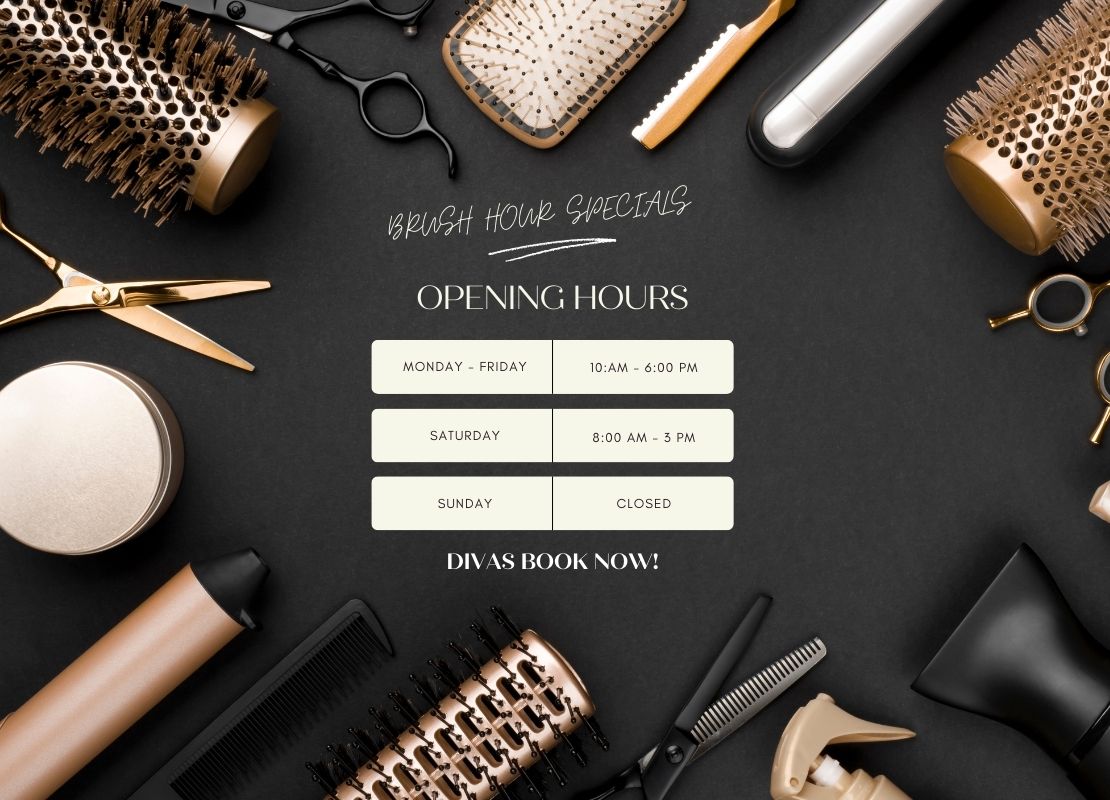 BRUSH HOUR SPECIALS
OPENING HOURS
MONDAY - FRIDAY 10:AM - 6:00 PM
SATURDAY 8:00 AM - 3 PM
SUNDAY CLOSED
DIVAS BOOK NOW!